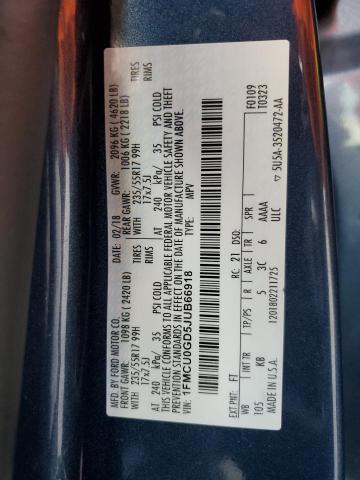 MFD. BY FORD MOTOR CO.
DATE: 02/18 GVWR: 2096 KG ( 4620 LB)
FRONT GAWR: 1098 KG ( 2420 LB) REAR GAWR: 1006 KG ( 2218 LB)
235/55R17 99H TIRES WITH 235/55R17 99H TIRES
17x7.5J RIMS 17x7.5J RIMS
AT 240 kPa/ 35 PSI COLD AT 240 kPa/ 35 PSI COLD
THIS VEHICLE CONFORMS TO ALL APPLICABLE FEDERAL MOTOR VEHICLE SAFETY AND THEFT
PREVENTION STANDARDS IN EFFECT ON THE DATE OF MANUFACTURE SHOWN ABOVE.
VIN: 1FMCU0GD5JUB66918
TYPE: MPV
F0109
T0323
EXT PNT: FT RC: 21 DSO:
WB INT TR TP/PS R AXLE TR SPR
105 KB 5 3C 6 AAAA
ULC
MADE IN U.S.A. 1201802211725 ▽ 5U5A-3520472-AA